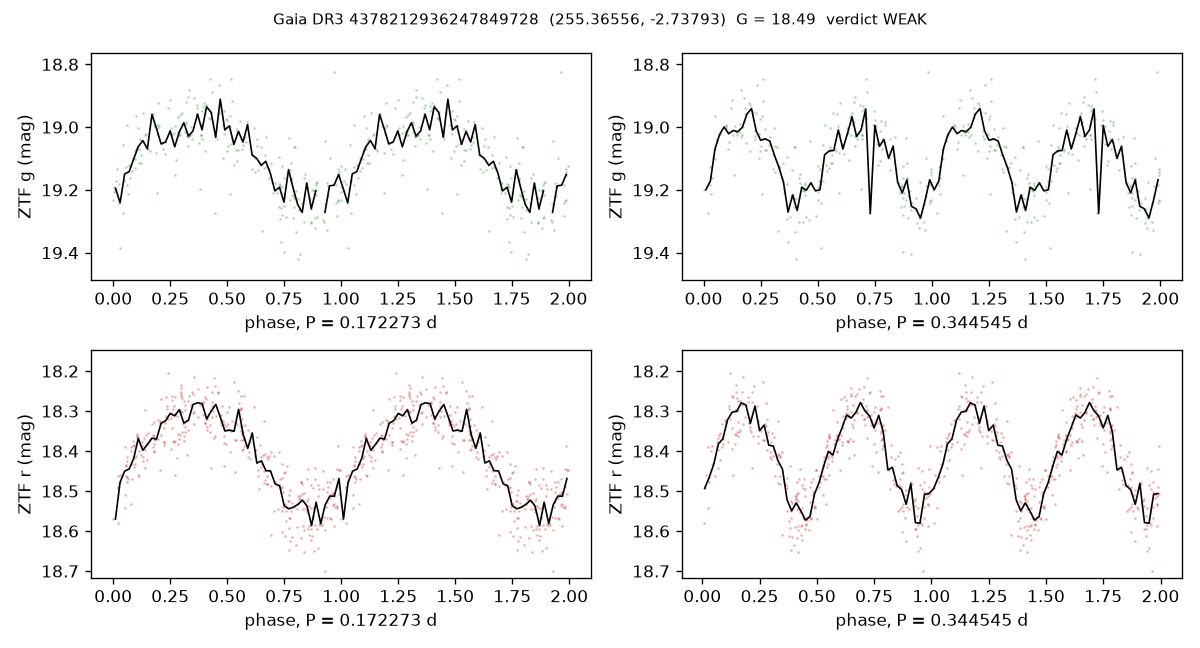 Gaia DR3 4378212936247849728  (255.36556, -2.73793)  G = 18.49  verdict WEAK
ZTF g (mag)
18.8
19.0
19.2
19.4
0.00 0.25 0.50 0.75 1.00 1.25 1.50 1.75 2.00
phase, P = 0.172273 d
ZTF g (mag)
18.8
19.0
19.2
19.4
0.00 0.25 0.50 0.75 1.00 1.25 1.50 1.75 2.00
phase, P = 0.344545 d
ZTF r (mag)
18.2
18.3
18.4
18.5
18.6
18.7
0.00 0.25 0.50 0.75 1.00 1.25 1.50 1.75 2.00
phase, P = 0.172273 d
ZTF r (mag)
18.2
18.3
18.4
18.5
18.6
18.7
0.00 0.25 0.50 0.75 1.00 1.25 1.50 1.75 2.00
phase, P = 0.344545 d